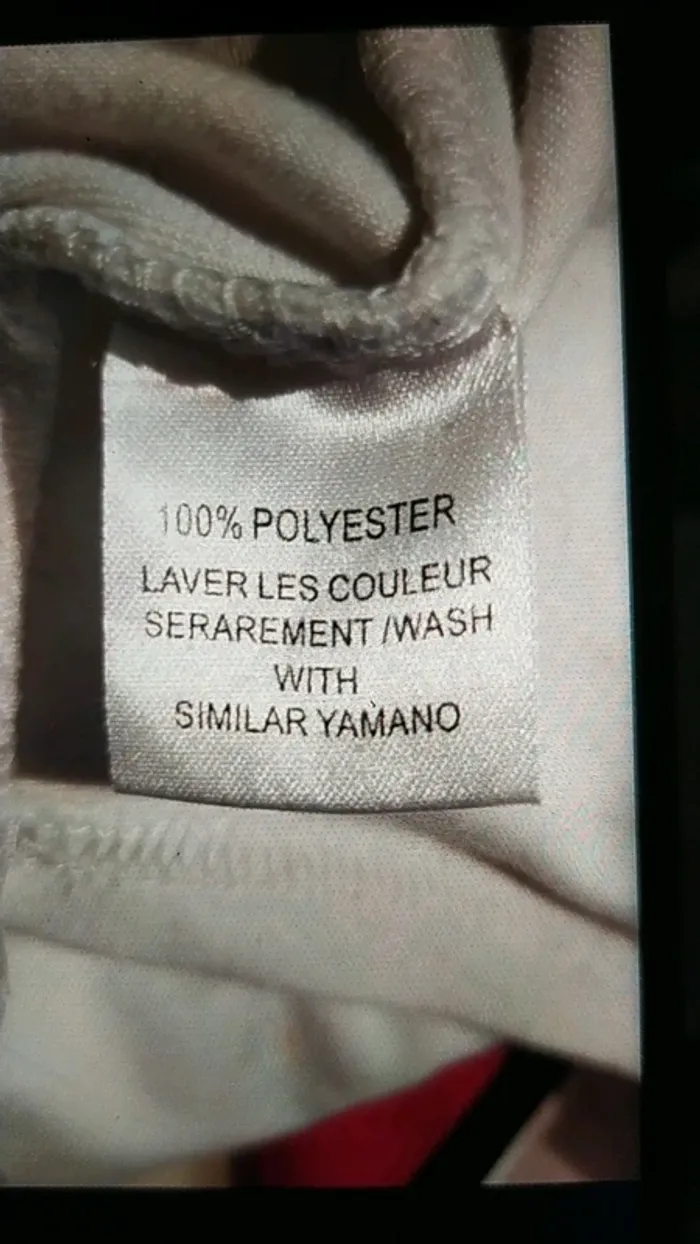 100% POLYESTER
LAVER LES COULEUR
SERAREMENT /WASH
WITH
SIMILAR YAMANO